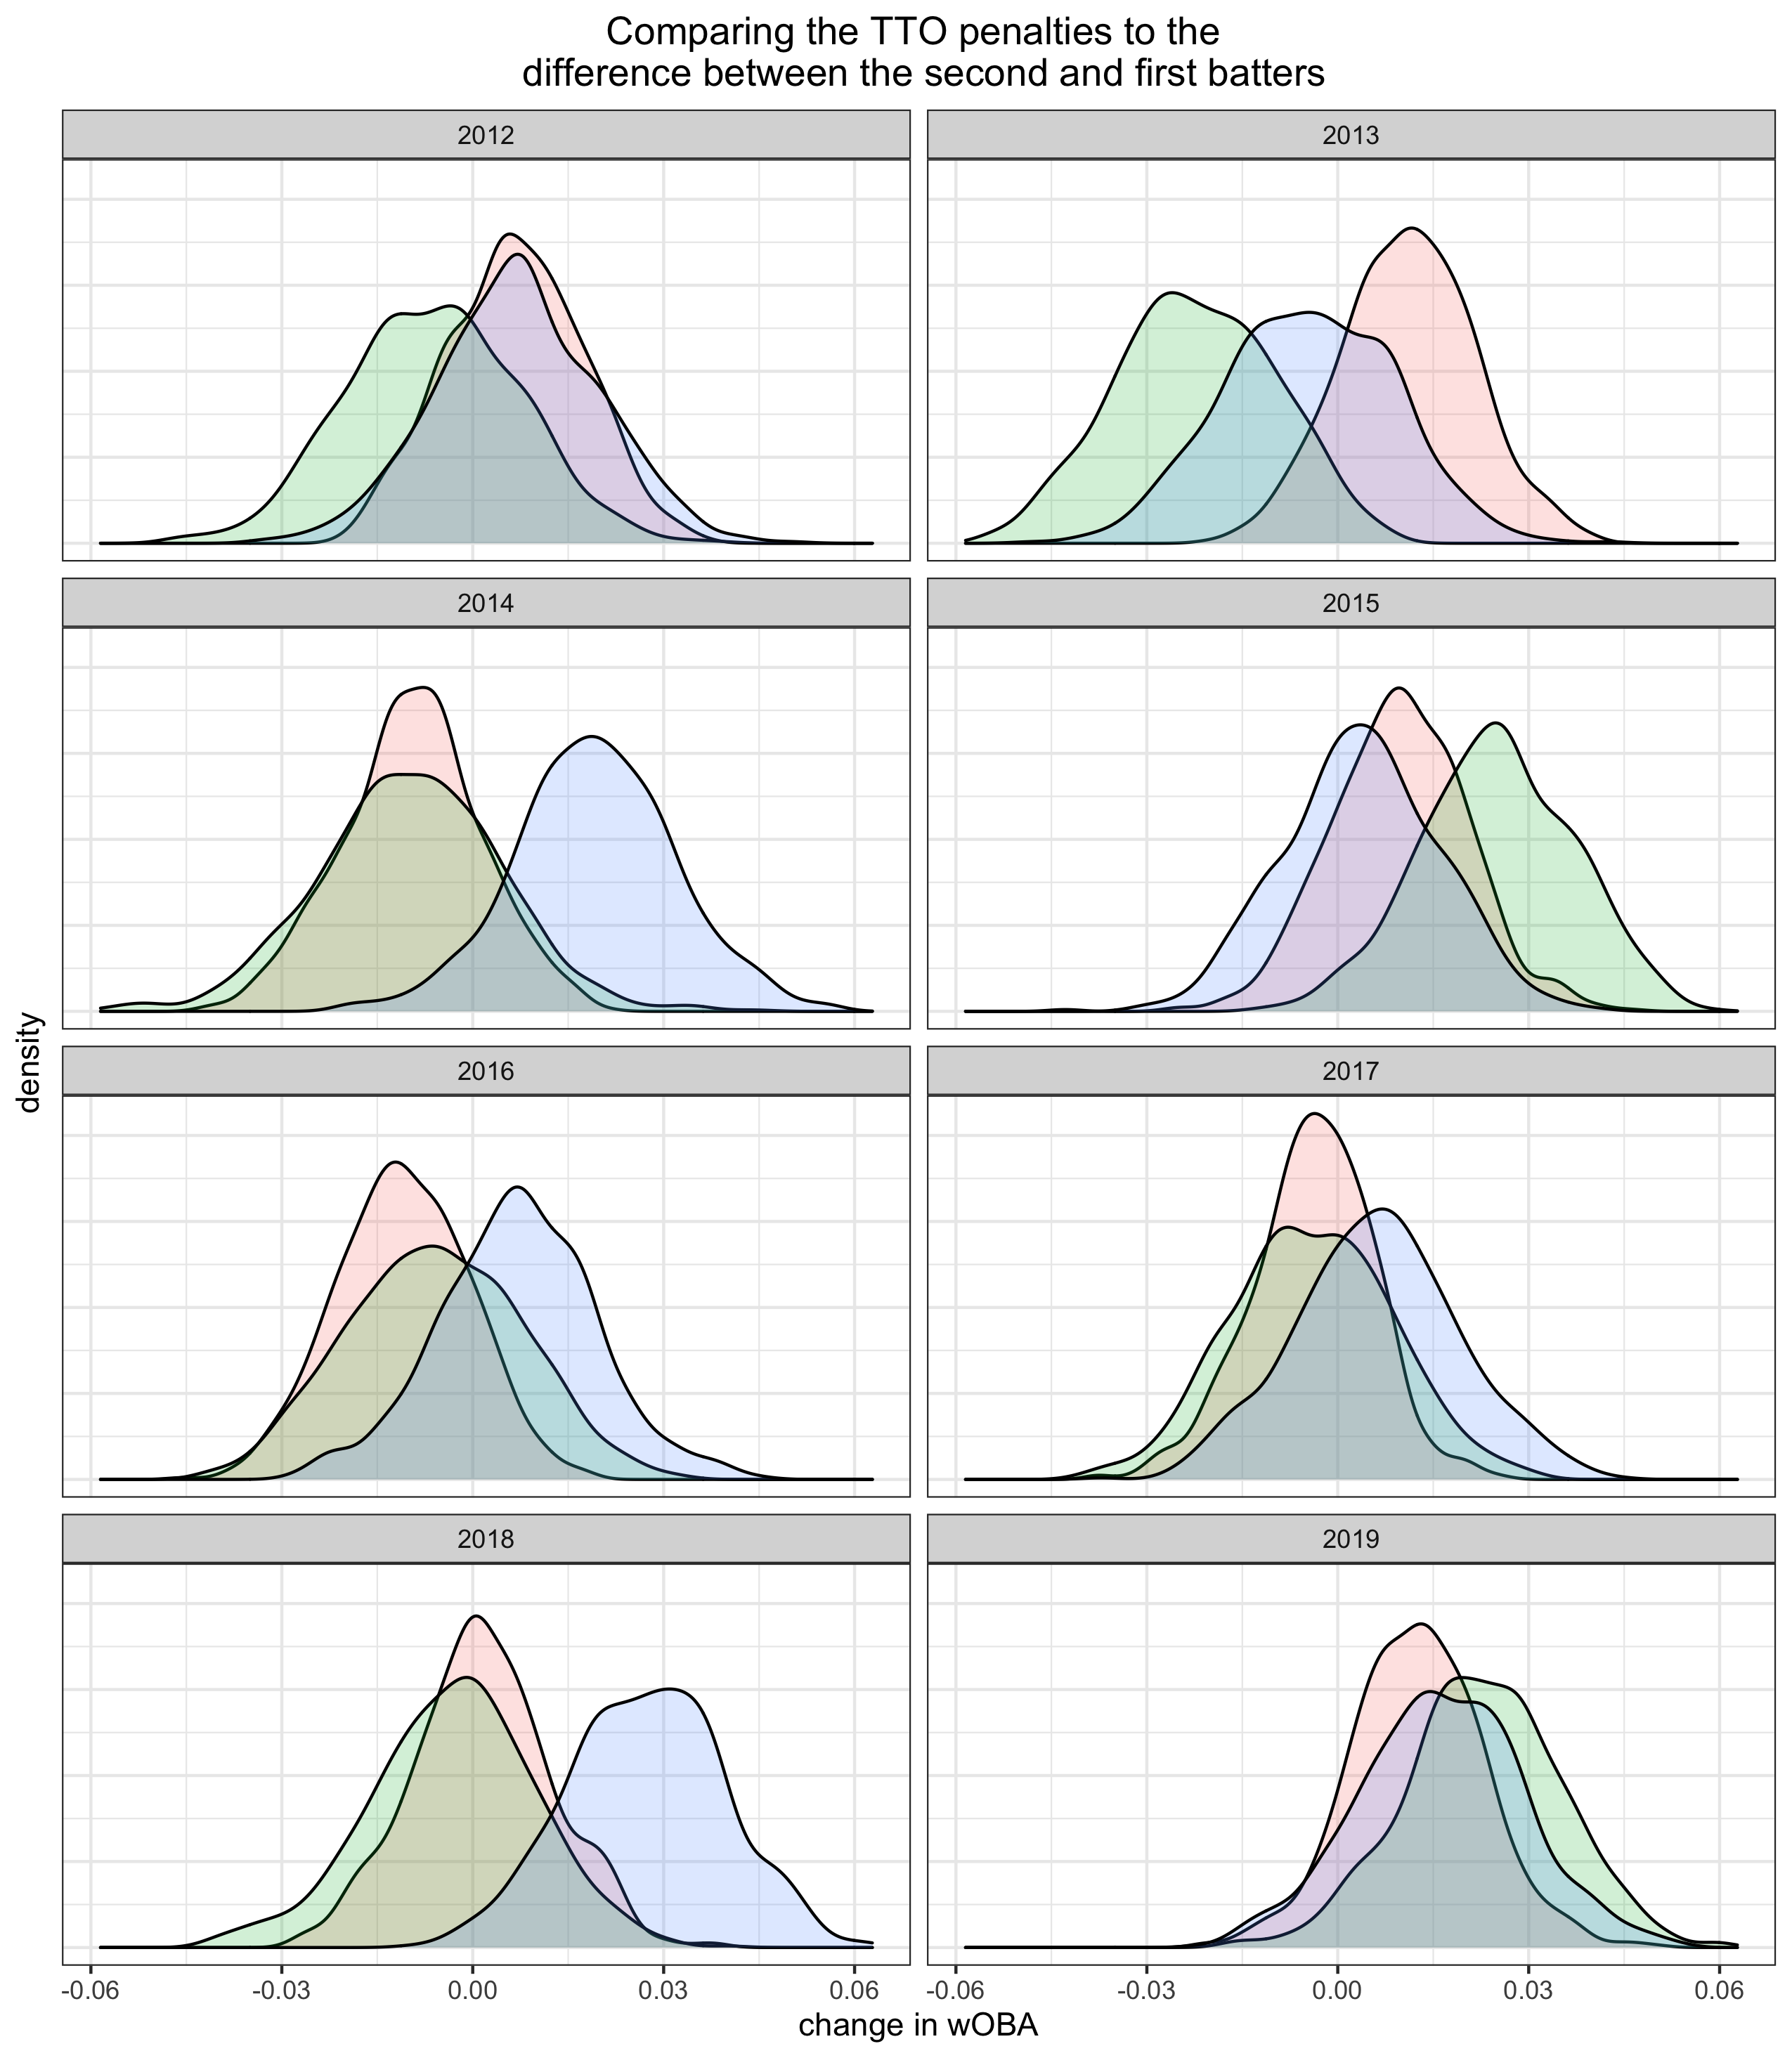 Comparing the TTO penalties to the
difference between the second and first batters
2012
2013
2014
2015
density
2016
2017
2018
2019
-0.06 -0.03 0.00 0.03 0.06
-0.06 -0.03 0.00 0.03 0.06
change in wOBA